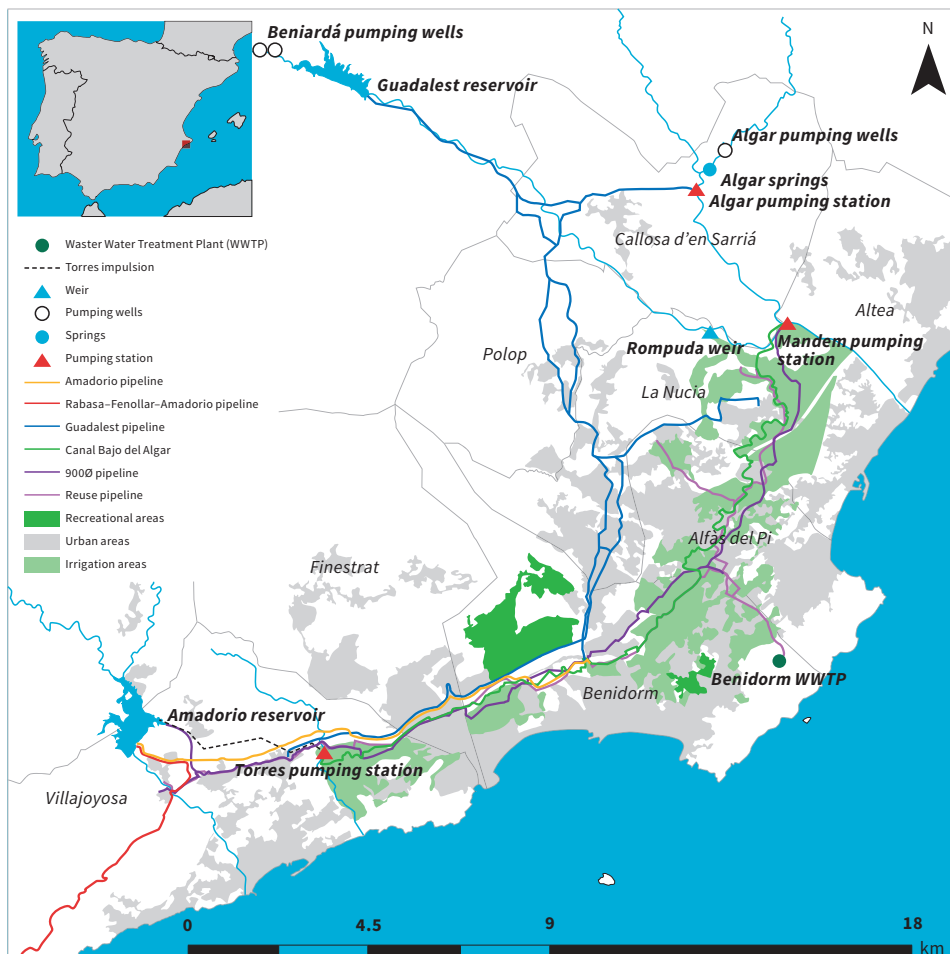 Beniardá pumping wells
N
Guadalest reservoir
Algar pumping wells
Algar springs
Algar pumping station
Callosa d'en Sarriá
Waster Water Treatment Plant (WWTP)
Torres impulsion
Weir
Pumping wells
Springs
Pumping station
Amadorio pipeline
Rabasa–Fenollar–Amadorio pipeline
Guadalest pipeline
Canal Bajo del Algar
900Ø pipeline
Reuse pipeline
Recreational areas
Urban areas
Irrigation areas
Altea
Polop
Rompuda weir
Mandem pumping
station
La Nucia
Alfàs del Pi
Finestrat
Benidorm
Benidorm WWTP
Amadorio reservoir
Torres pumping station
Villajoyosa
0 4.5 9 18
km